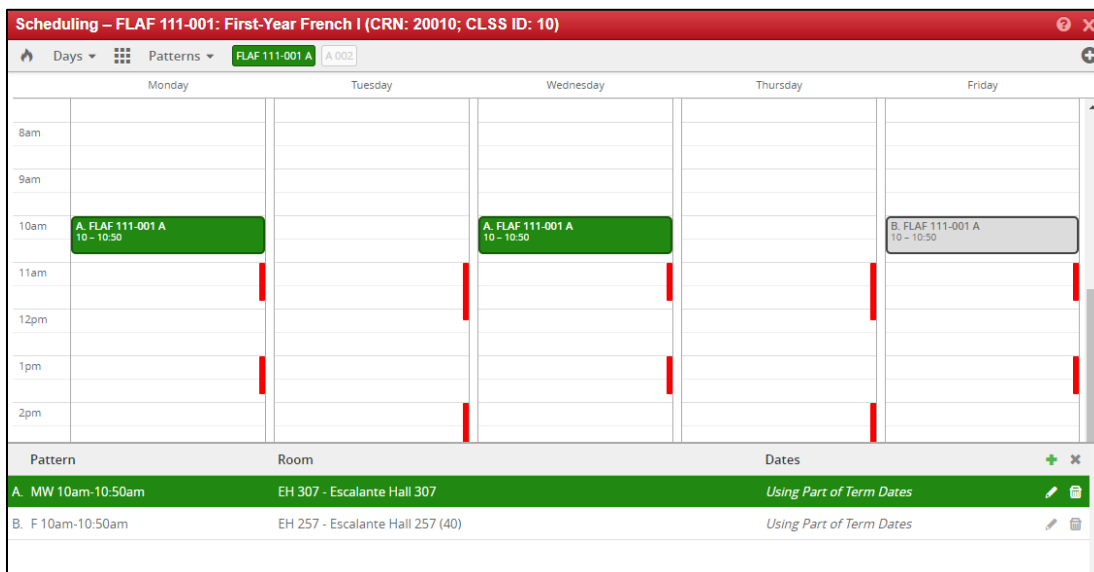 Scheduling – FLAF 111-001: First-Year French I (CRN: 20010; CLSS ID: 10)
Days Patterns FLAF 111-001 A A 002
Monday Tuesday Wednesday Thursday Friday
8am
9am
10am
A. FLAF 111-001 A
10 – 10:50
A. FLAF 111-001 A
10 – 10:50
B. FLAF 111-001 A
10 – 10:50
11am
12pm
1pm
2pm
Pattern Room Dates
A. MW 10am-10:50am EH 307 - Escalante Hall 307 Using Part of Term Dates
B. F 10am-10:50am EH 257 - Escalante Hall 257 (40) Using Part of Term Dates